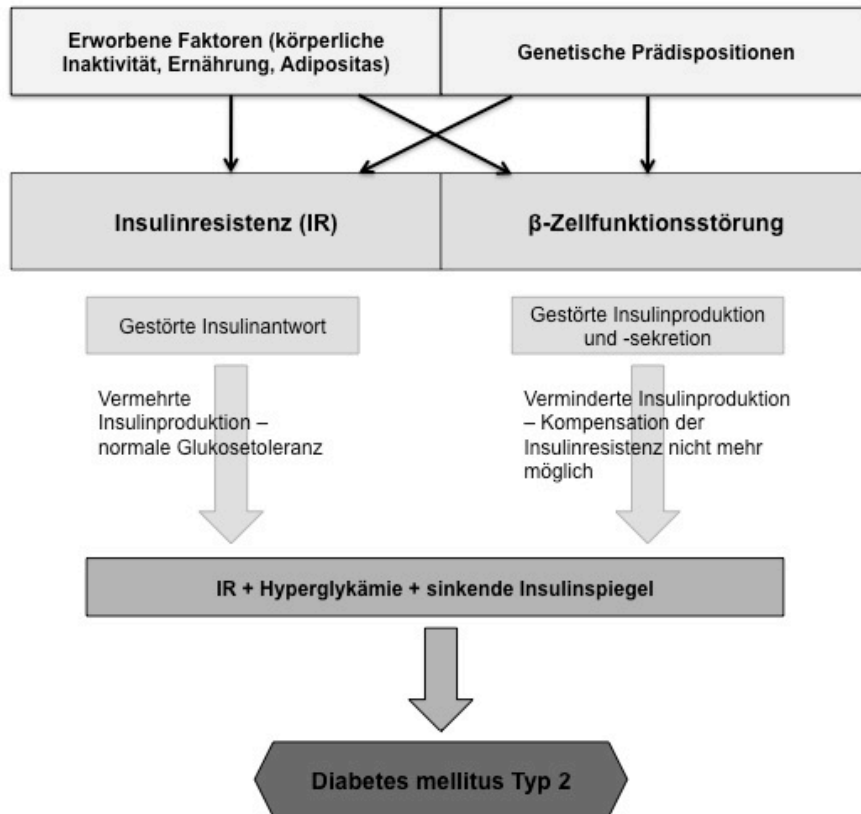 Erworbene Faktoren (körperliche
Inaktivität, Ernährung, Adipositas)
Genetische Prädispositionen
Insulinresistenz (IR)
β-Zellfunktionsstörung
Gestörte Insulinantwort
Gestörte Insulinproduktion
und -sekretion
Vermehrte
Insulinproduktion –
normale Glukosetoleranz
Verminderte Insulinproduktion
– Kompensation der
Insulinresistenz nicht mehr
möglich
IR + Hyperglykämie + sinkende Insulinspiegel
Diabetes mellitus Typ 2